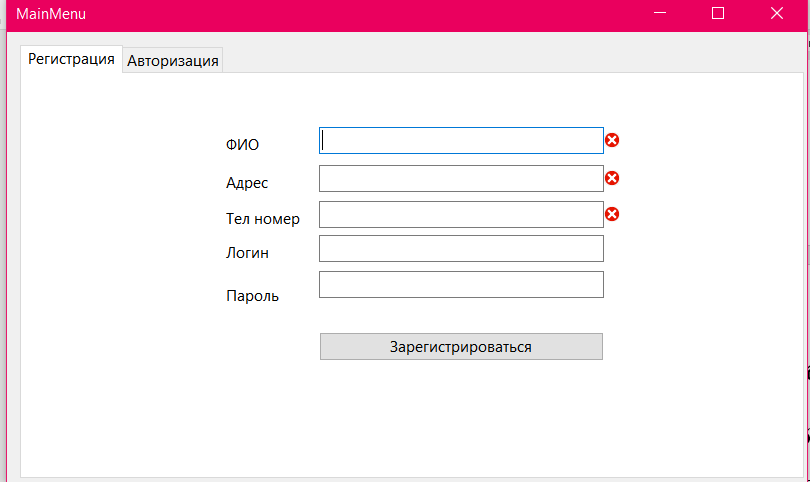 MainMenu
Регистрация
Авторизация
ФИО
Адрес
Тел номер
Логин
Пароль
Зарегистрироваться